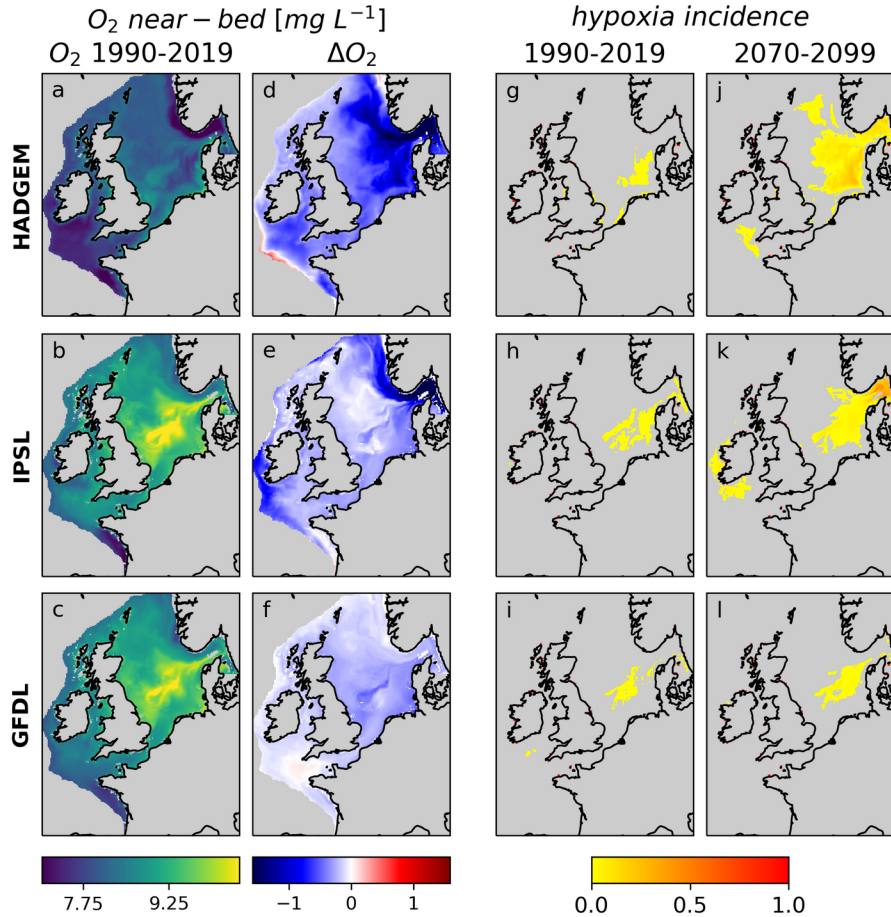 O₂ near−bed [mg L⁻¹] hypoxia incidence
O₂ 1990-2019 ΔO₂ 1990-2019 2070-2099
HADGEM
a d g j
IPSL
b e h k
GFDL
c f i l
7.75 9.25 −1 0 1 0.0 0.5 1.0